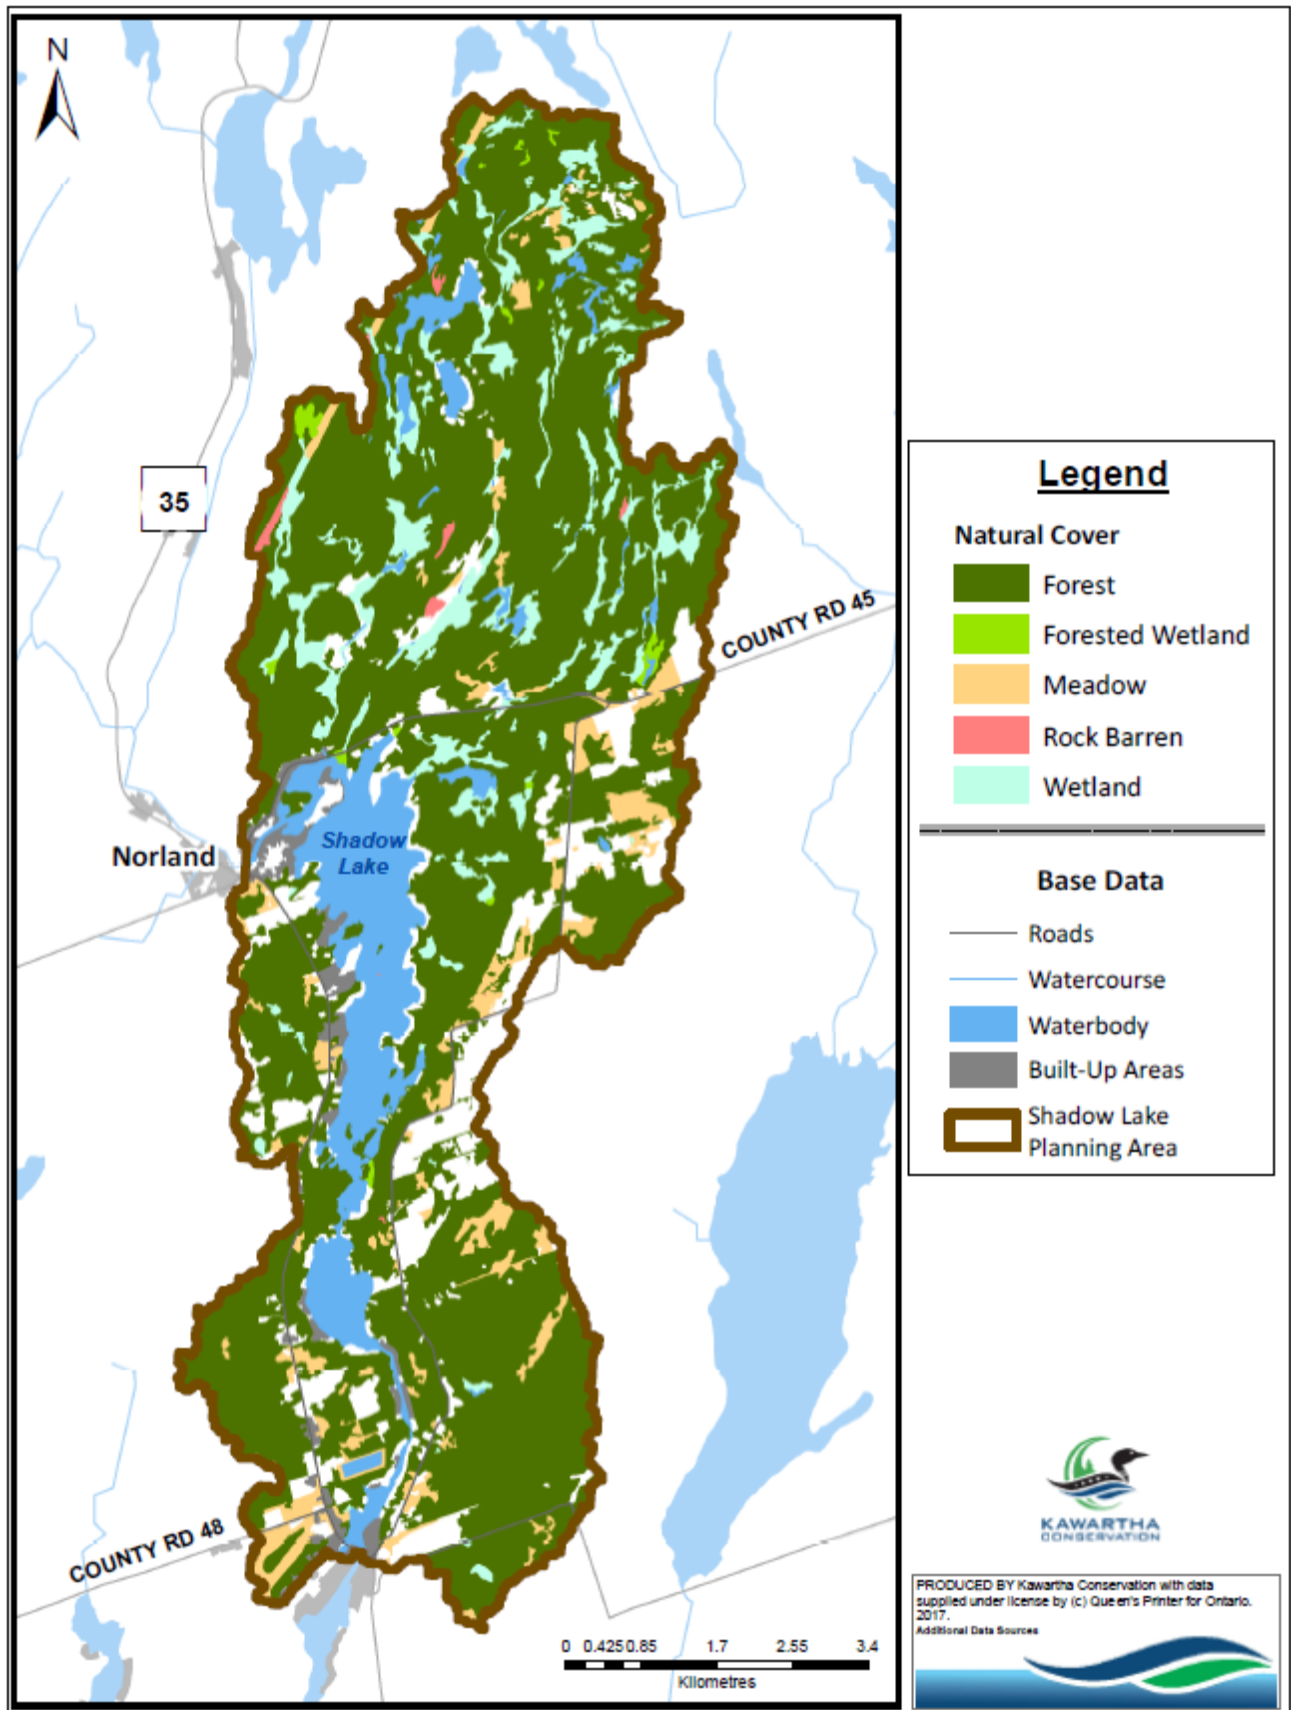 N
35
COUNTY RD 45
Shadow
Lake
Norland
COUNTY RD 48
0 0.425 0.85 1.7 2.55 3.4
Kilometres
Legend
Natural Cover
Forest
Forested Wetland
Meadow
Rock Barren
Wetland
Base Data
Roads
Watercourse
Waterbody
Built-Up Areas
Shadow Lake
Planning Area
KAWARTHA
CONSERVATION
PRODUCED BY Kawartha Conservation with data
supplied under license by (c) Queen's Printer for Ontario.
2017.
Additional Data Sources